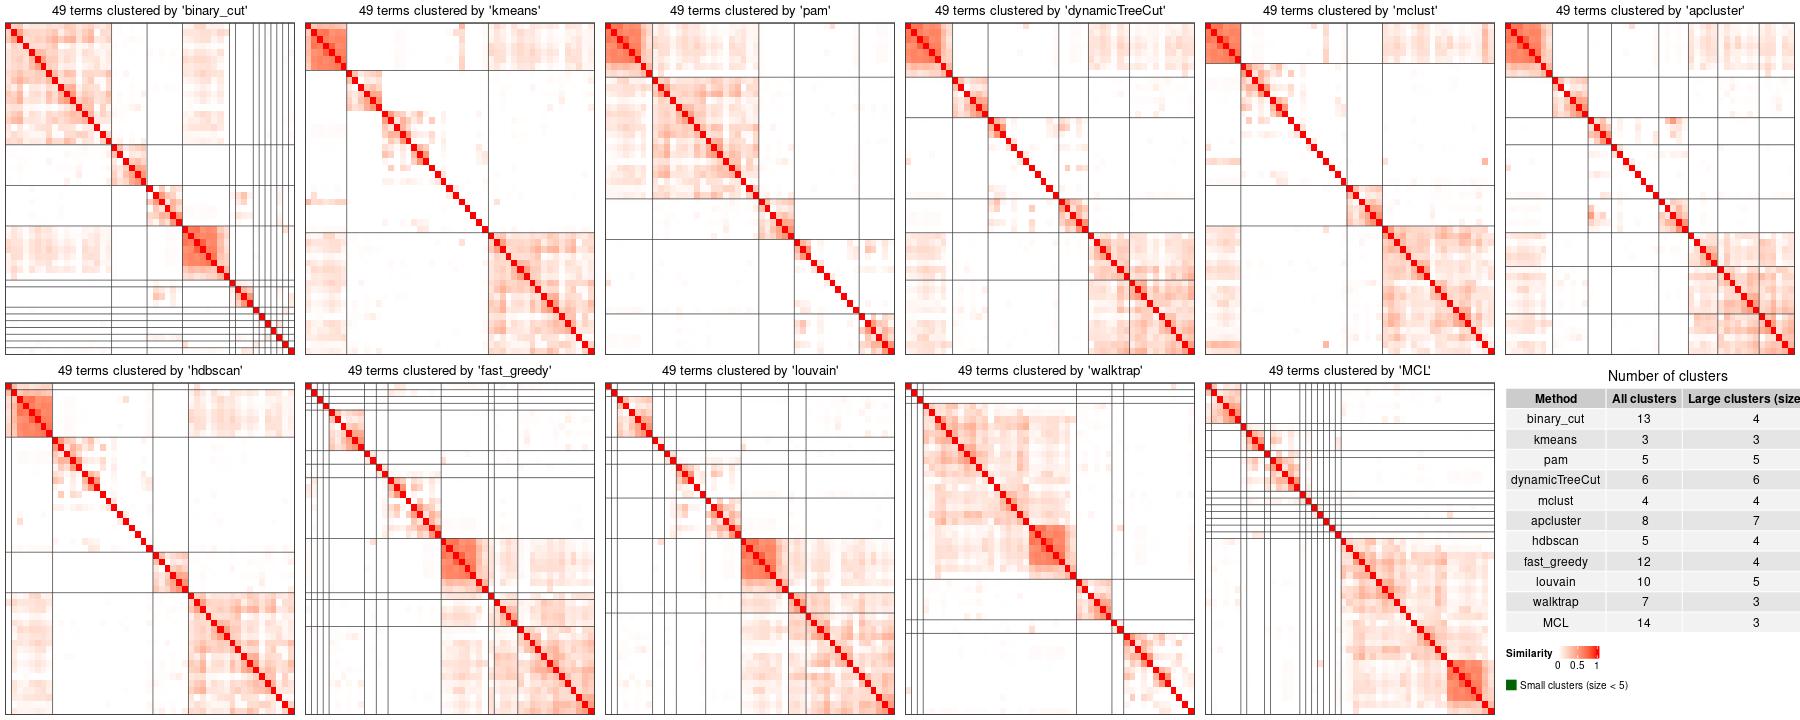 49 terms clustered by 'binary_cut'
49 terms clustered by 'kmeans'
49 terms clustered by 'pam'
49 terms clustered by 'dynamicTreeCut'
49 terms clustered by 'mclust'
49 terms clustered by 'apcluster'
49 terms clustered by 'hdbscan'
49 terms clustered by 'fast_greedy'
49 terms clustered by 'louvain'
49 terms clustered by 'walktrap'
49 terms clustered by 'MCL'
Number of clusters
Method All clusters Large clusters (size
binary_cut 13 4
kmeans 3 3
pam 5 5
dynamicTreeCut 6 6
mclust 4 4
apcluster 8 7
hdbscan 5 4
fast_greedy 12 4
louvain 10 5
walktrap 7 3
MCL 14 3
Similarity
0 0.5 1
Small clusters (size < 5)